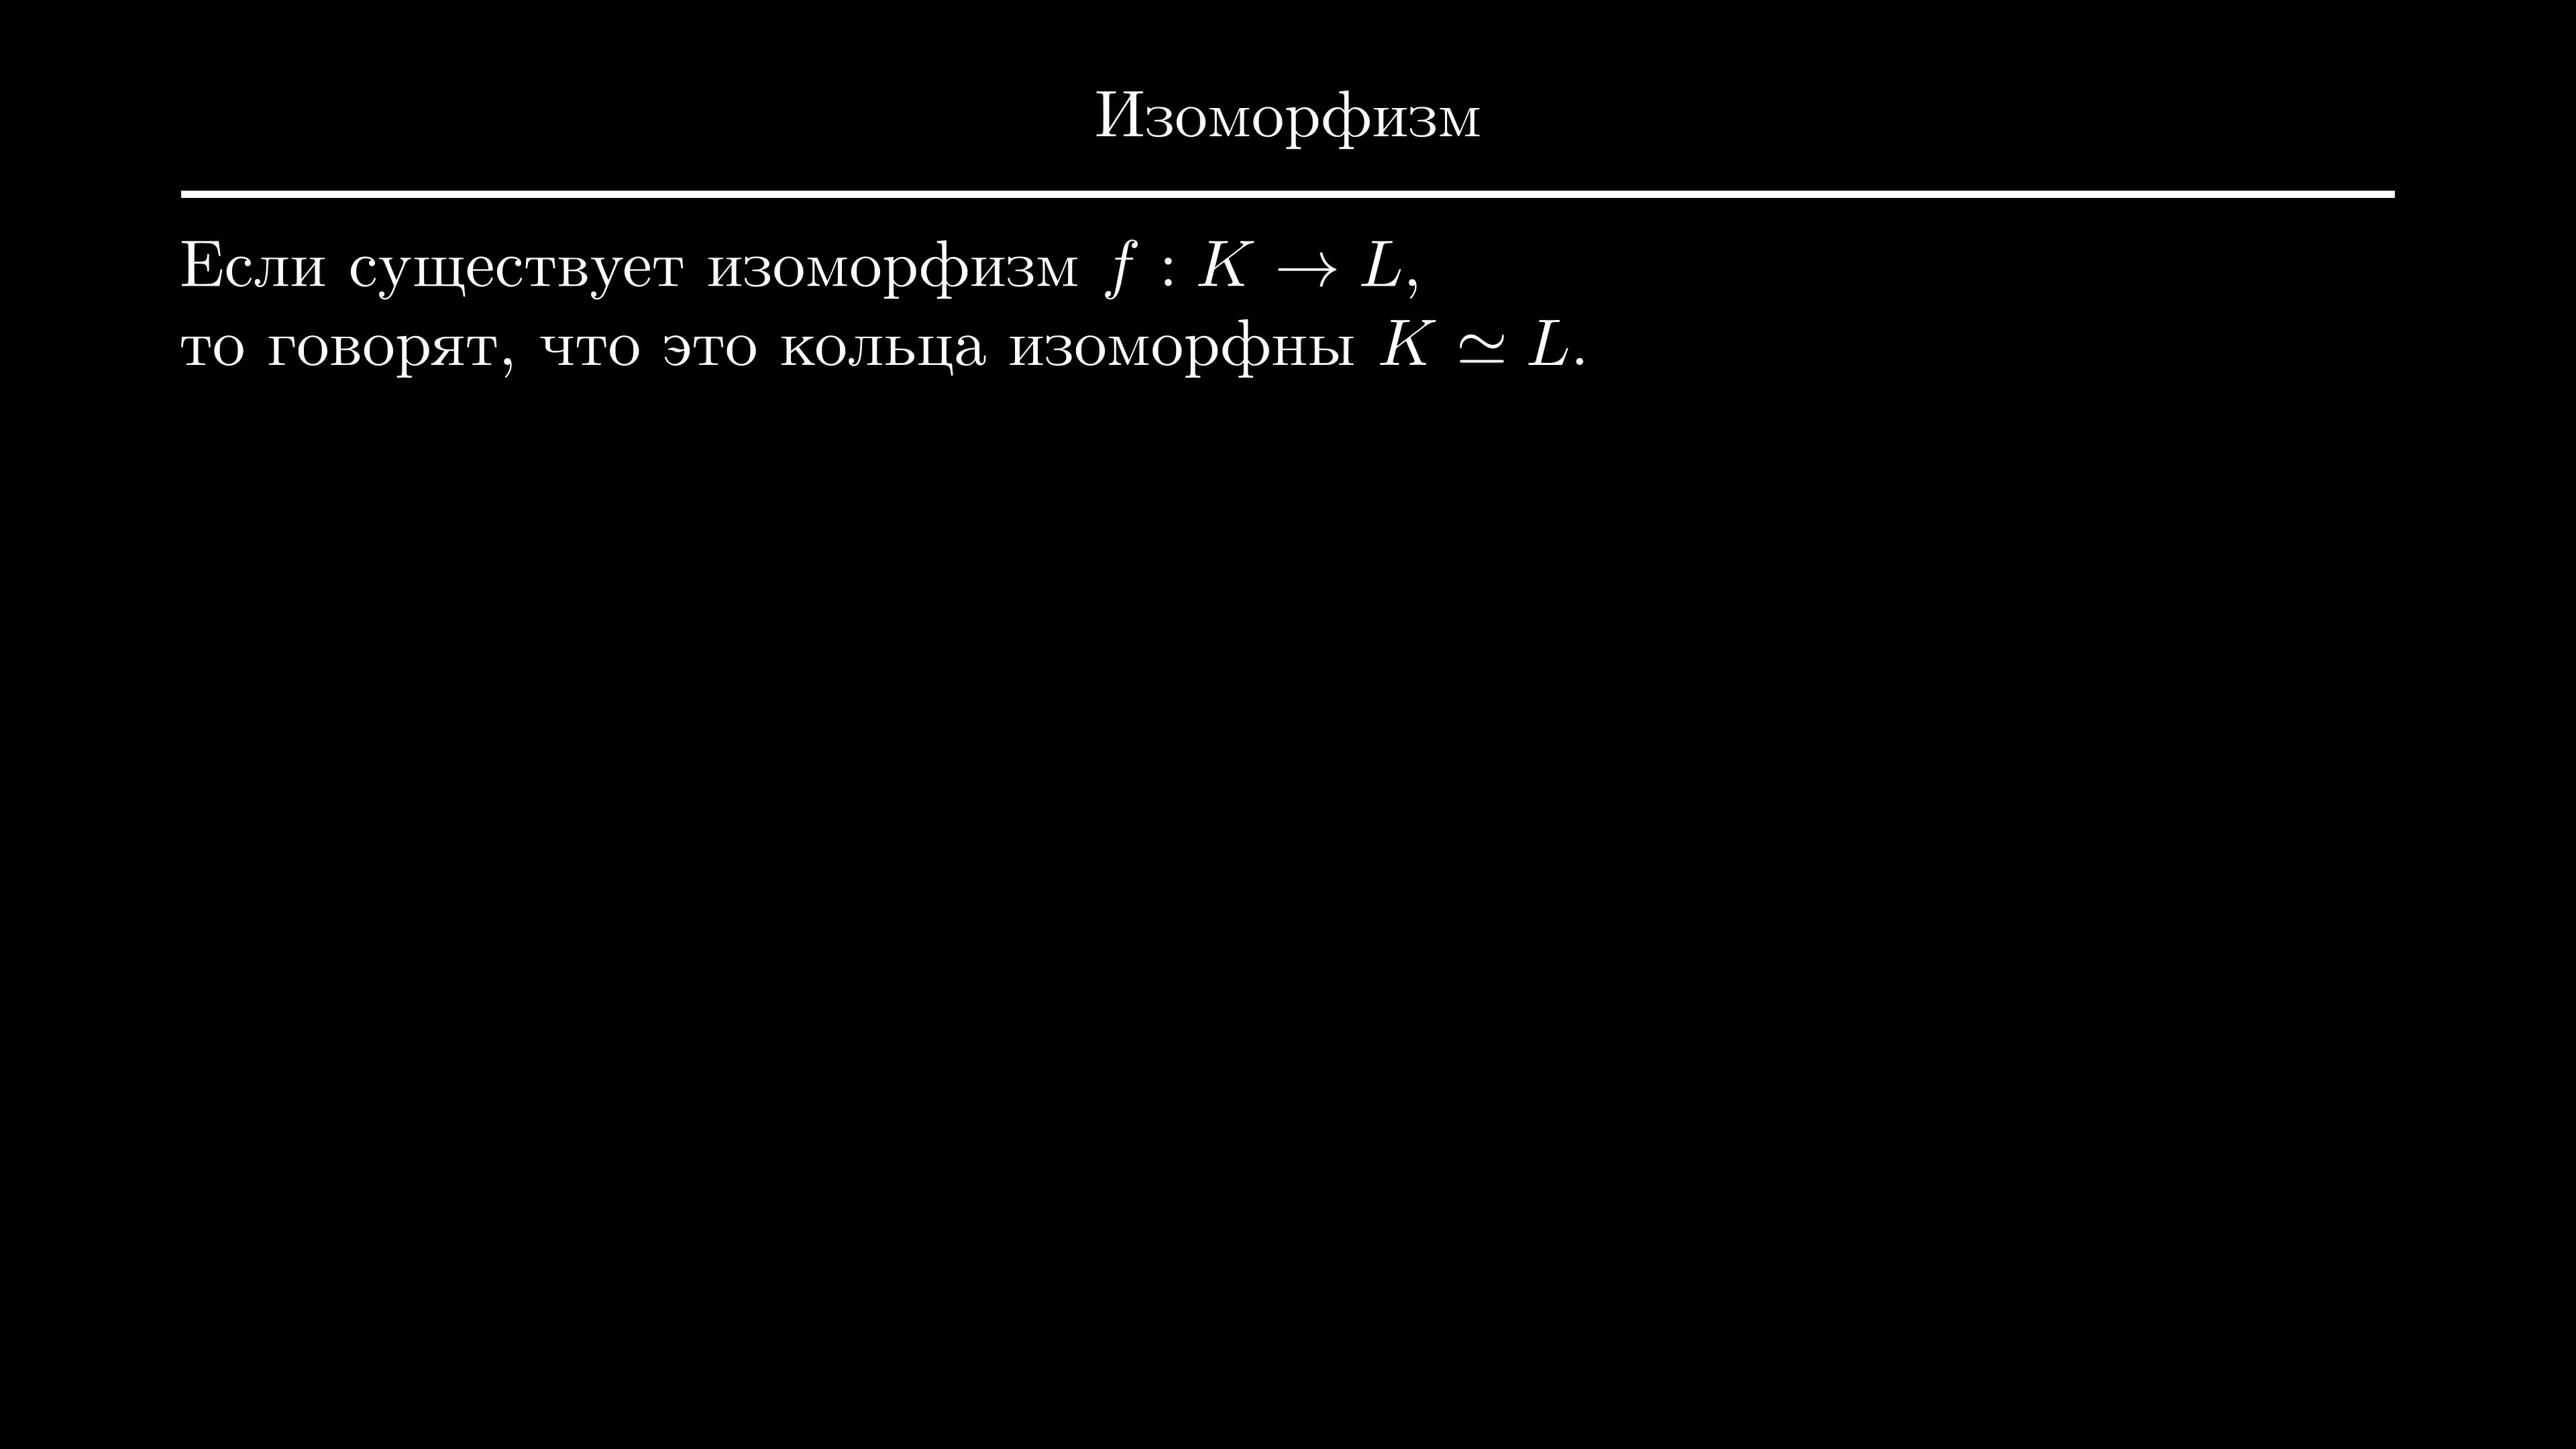 Изоморфизм
Если существует изоморфизм f : K → L,
то говорят, что это кольца изоморфны K ≃ L.